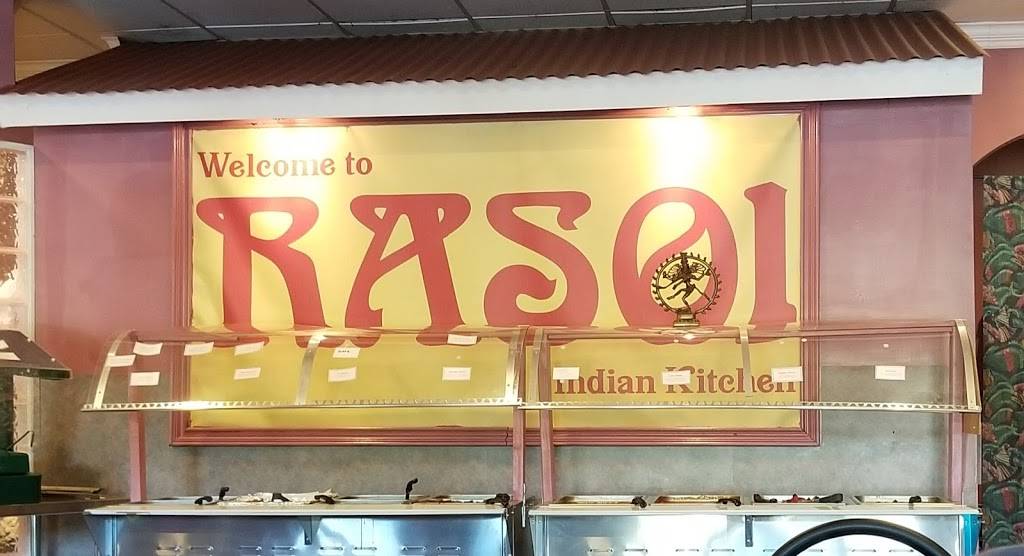 Welcome to
RASOI
Indian Kitchen